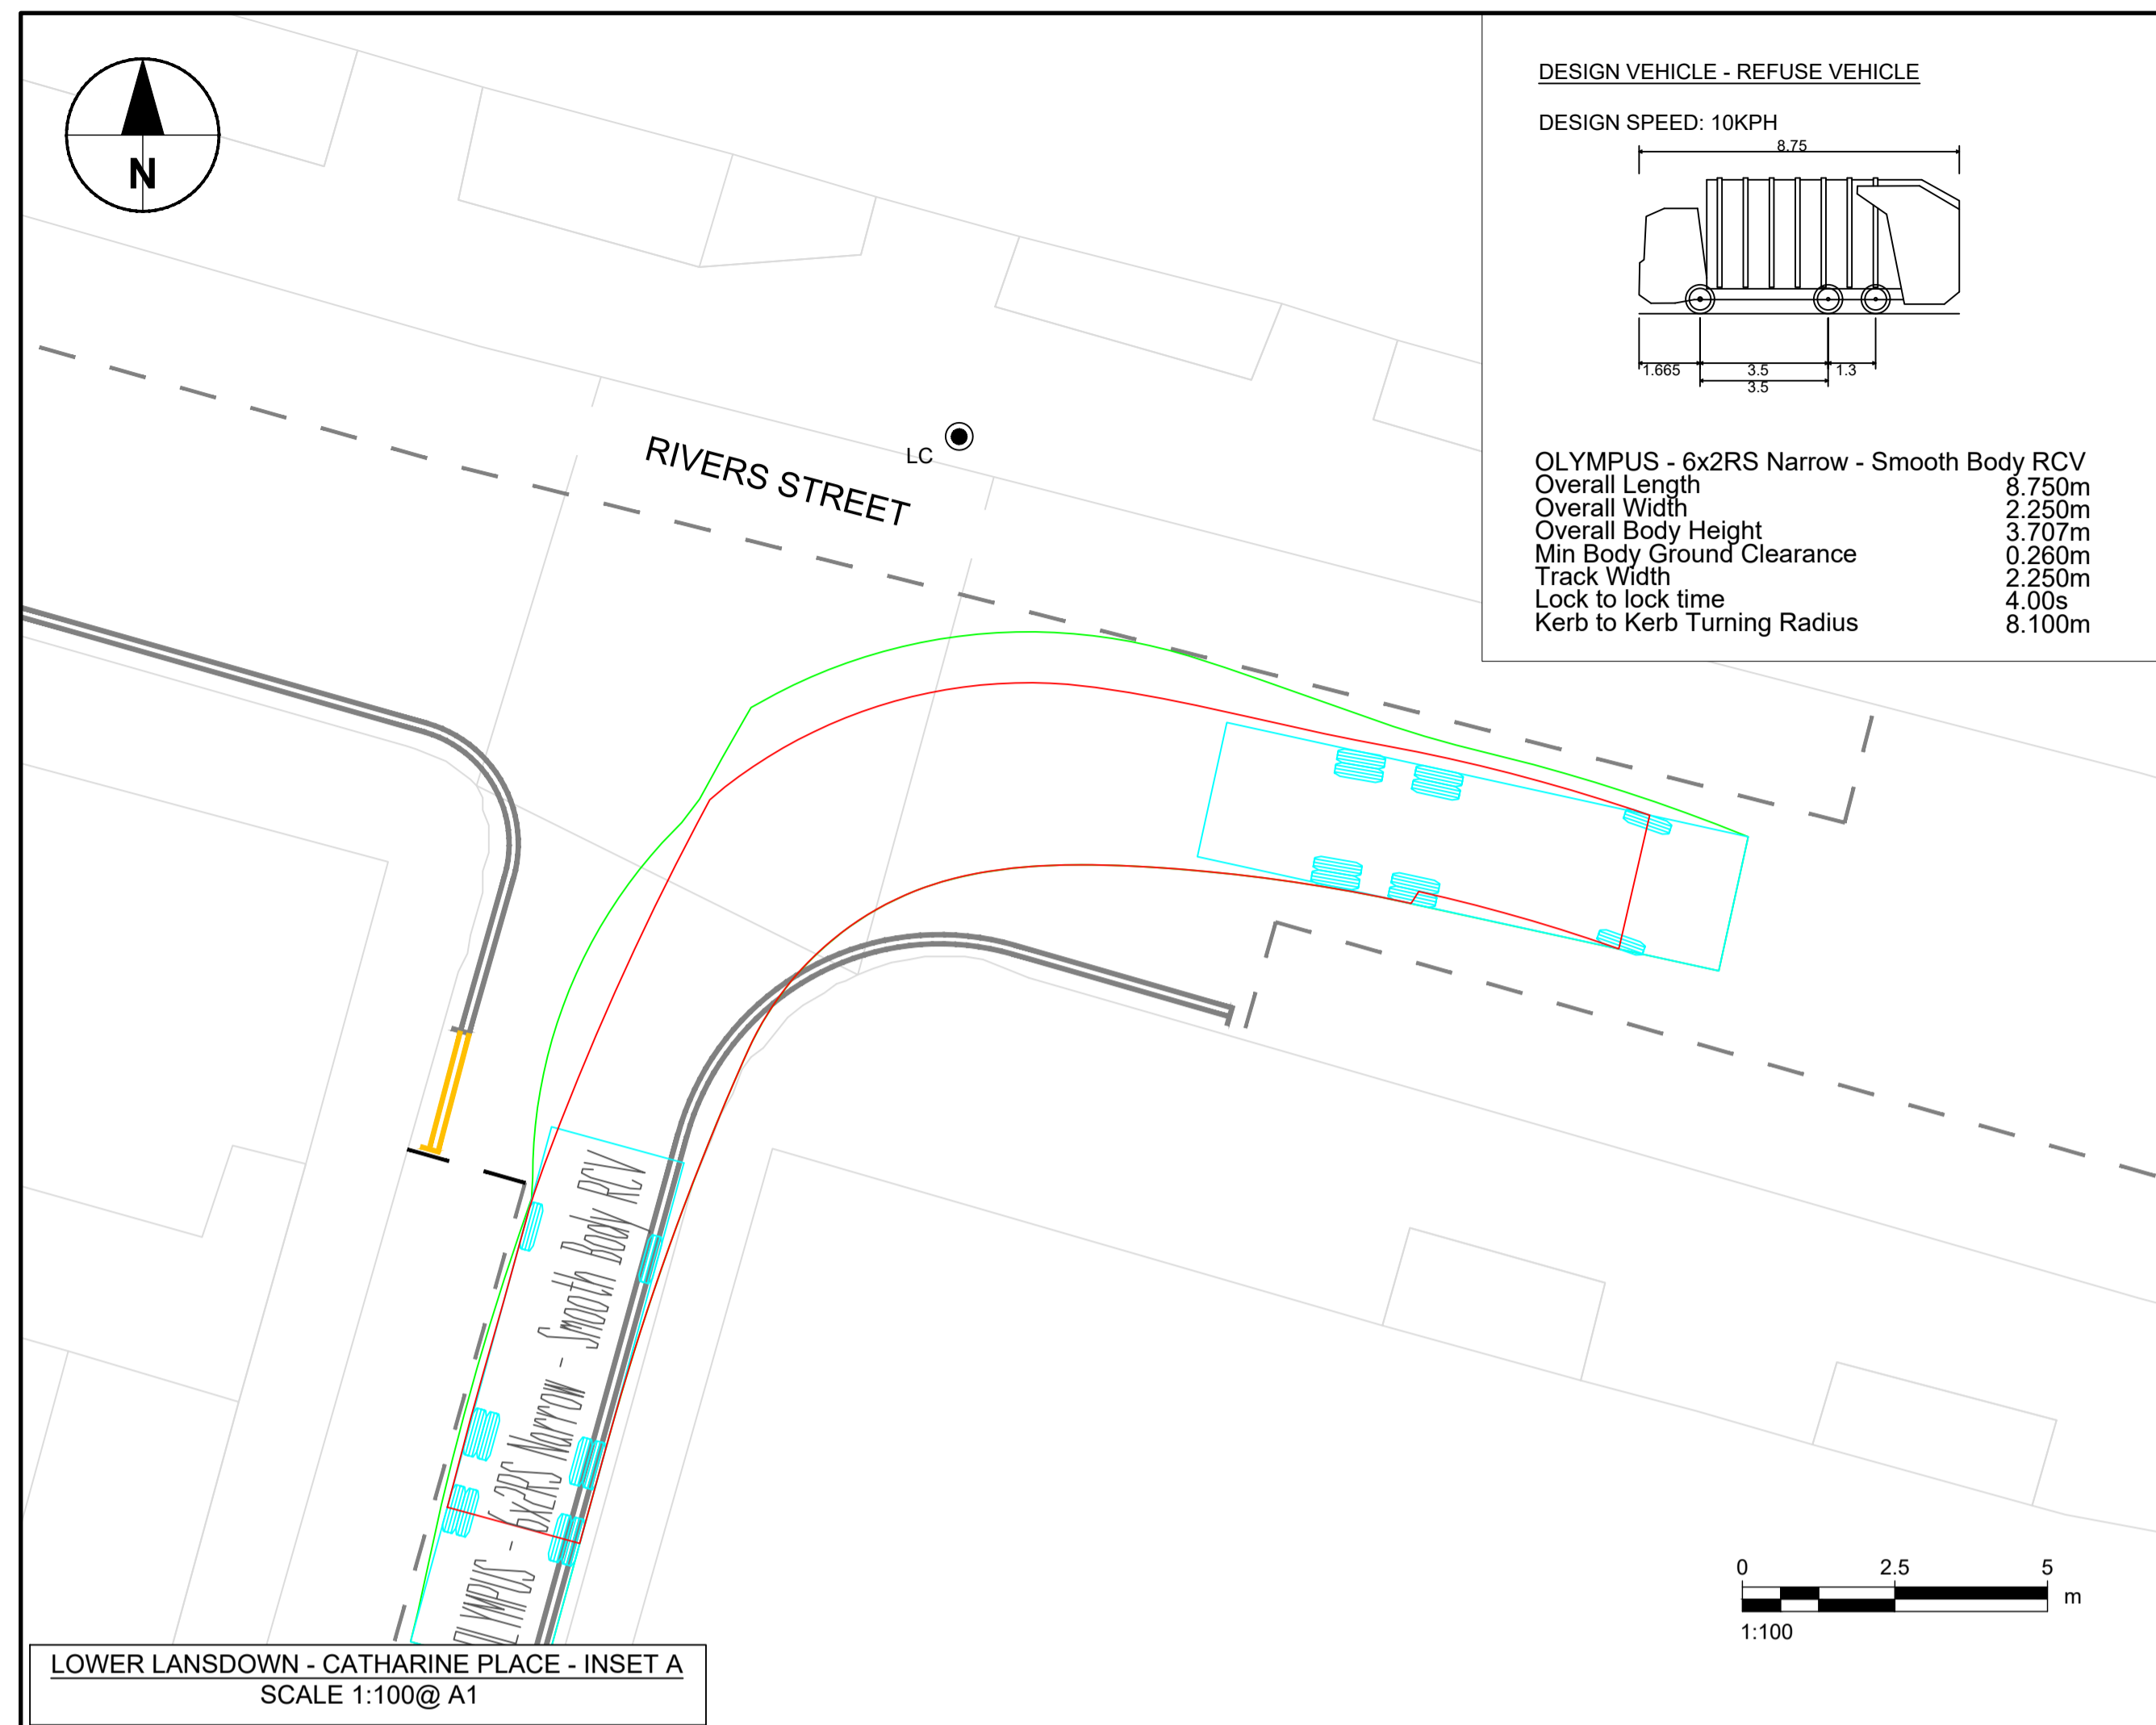 N
DESIGN VEHICLE - REFUSE VEHICLE
DESIGN SPEED: 10KPH
8.75
1.665
3.5
1.3
3.5
OLYMPUS - 6x2RS Narrow - Smooth Body RCV
Overall Length 8.750m
Overall Width 2.250m
Overall Body Height 3.707m
Min Body Ground Clearance 0.260m
Track Width 2.250m
Lock to lock time 4.00s
Kerb to Kerb Turning Radius 8.100m
RIVERS STREET
LC
OLYMPUS - 6x2RS Narrow - Smooth Body RCV
0 2.5 5
m
1:100
LOWER LANSDOWN - CATHARINE PLACE - INSET A
SCALE 1:100@ A1